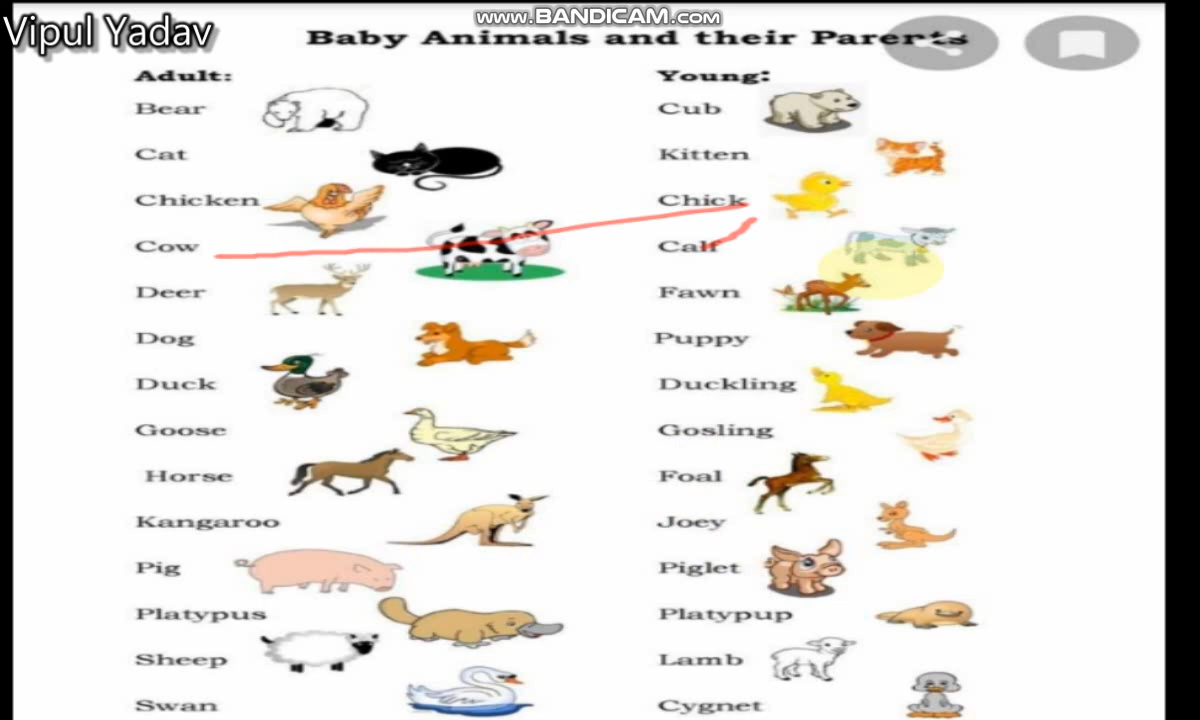 www.BANDICAM.com
Vipul Yadav
Baby Animals and their Parents
Adult: Young:
Bear Cub
Cat Kitten
Chicken Chick
Cow Calf
Deer Fawn
Dog Puppy
Duck Duckling
Goose Gosling
Horse Foal
Kangaroo Joey
Pig Piglet
Platypus Platypup
Sheep Lamb
Swan Cygnet